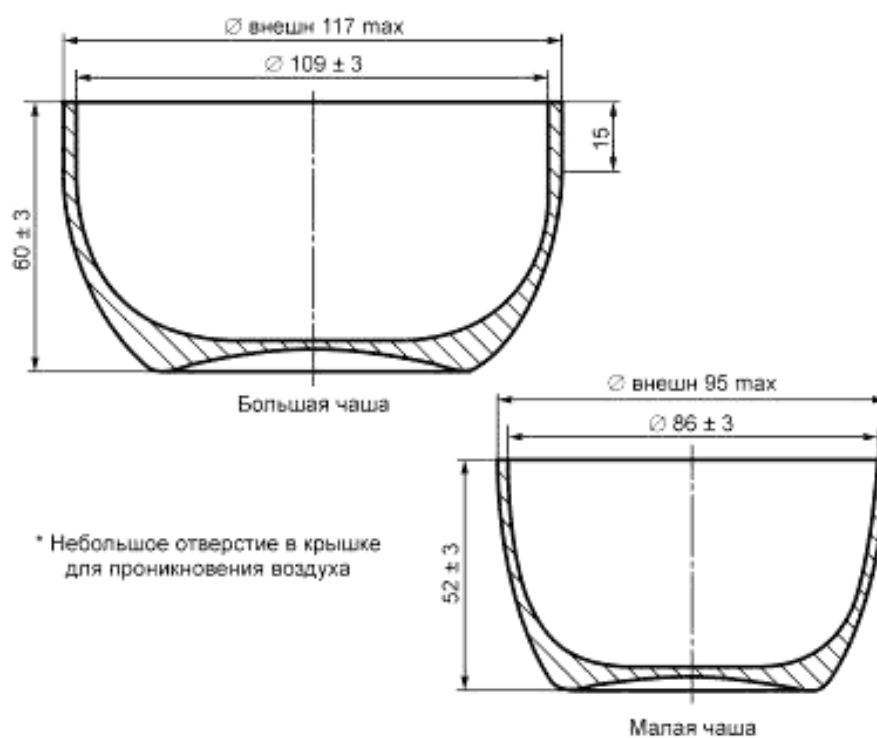 ∅ внешн 117 max
∅ 109 ± 3
15
60 ± 3
Большая чаша
∅ внешн 95 max
∅ 86 ± 3
52 ± 3
* Небольшое отверстие в крышке
для проникновения воздуха
Малая чаша